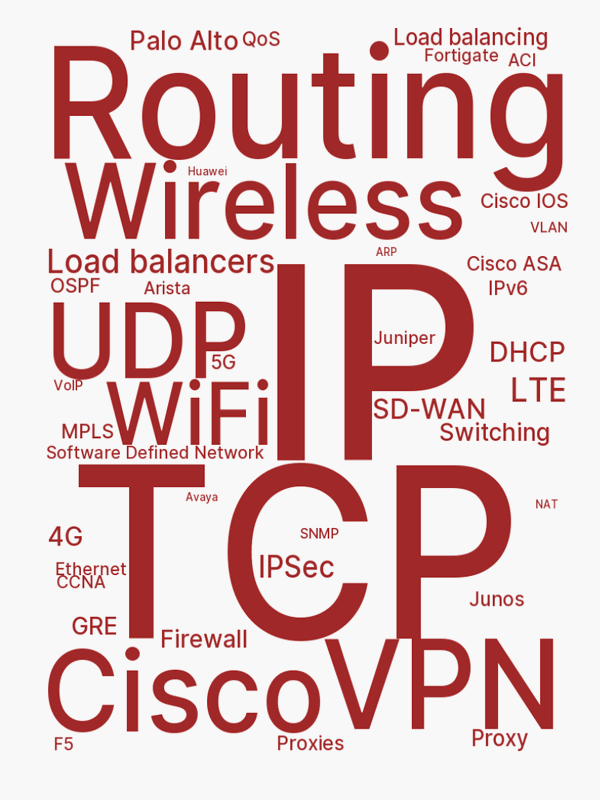 Palo Alto
QoS
Load balancing
Fortigate
ACI
Routing
Huawei
Wireless
Cisco IOS
VLAN
ARP
Load balancers
Cisco ASA
OSPF
Arista
IPv6
IP
UDP
Juniper
5G
DHCP
VoIP
LTE
WiFi
SD-WAN
MPLS
Switching
Software Defined Network
TCP
Avaya
NAT
4G
SNMP
IPSec
Ethernet
CCNA
Junos
GRE
Firewall
Cisco
VPN
F5
Proxies
Proxy